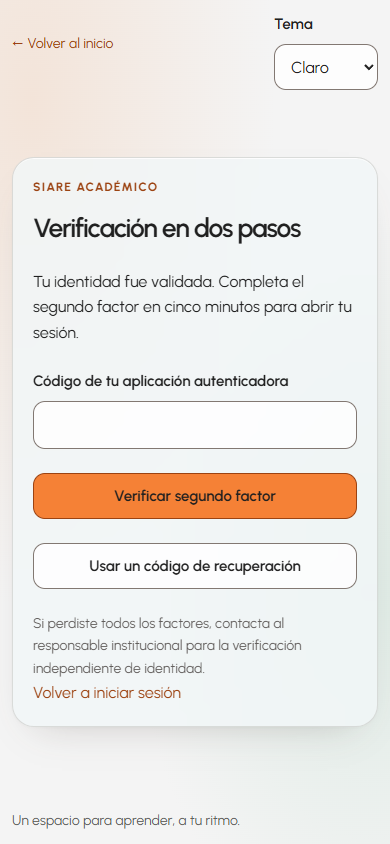 Tema
← Volver al inicio
Claro
SIARE ACADÉMICO
Verificación en dos pasos
Tu identidad fue validada. Completa el
segundo factor en cinco minutos para abrir tu
sesión.
Código de tu aplicación autenticadora
Verificar segundo factor
Usar un código de recuperación
Si perdiste todos los factores, contacta al
responsable institucional para la verificación
independiente de identidad.
Volver a iniciar sesión
Un espacio para aprender, a tu ritmo.